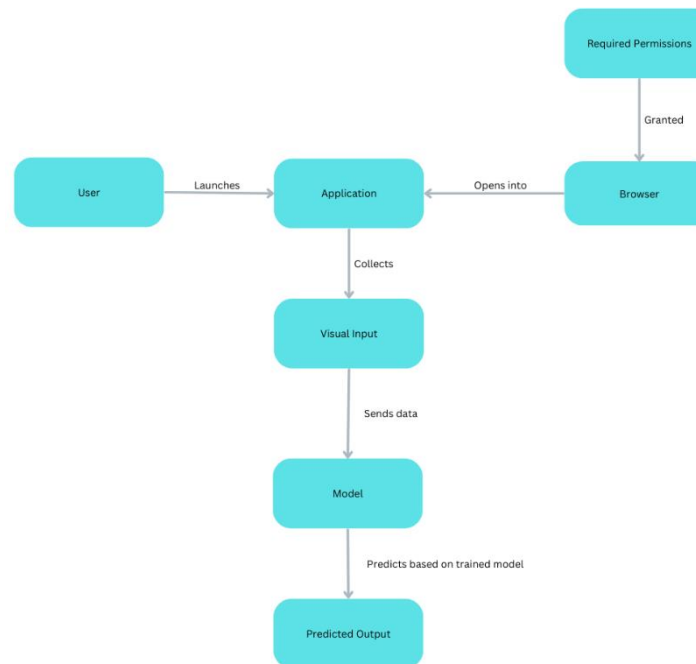 Required Permissions
Granted
User
Launches
Application
Opens into
Browser
Collects
Visual Input
Sends data
Model
Predicts based on trained model
Predicted Output